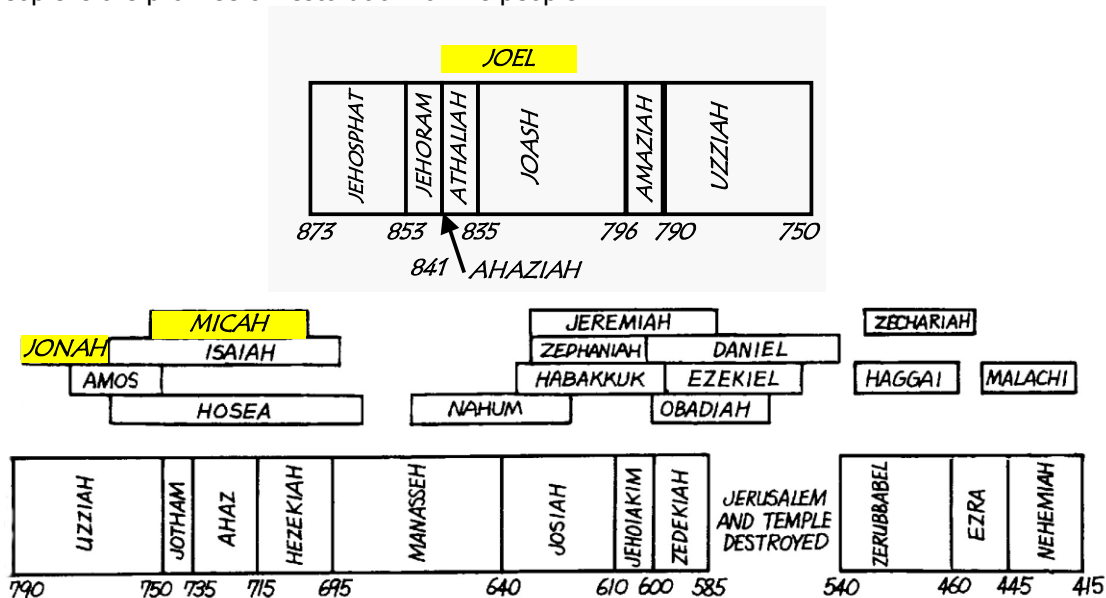 JOEL
JEHOSPHAT
JEHORAM
ATHALIAH
JOASH
AMAZIAH
UZZIAH
873 853 835 796 790 750
841 AHAZIAH
MICAH JEREMIAH ZECHARIAH
JONAH ISAIAH ZEPHANIAH DANIEL
AMOS HABAKKUK EZEKIEL HAGGAI MALACHI
HOSEA NAHUM OBADIAH
UZZIAH
JOTHAM
AHAZ
HEZEKIAH
MANASSEH
JOSIAH
JEHOIAKIM
ZEDEKIAH
JERUSALEM
AND TEMPLE
DESTROYED
ZERUBBABEL
EZRA
NEHEMIAH
790 750 735 715 695 640 610 600 585 540 460 445 415